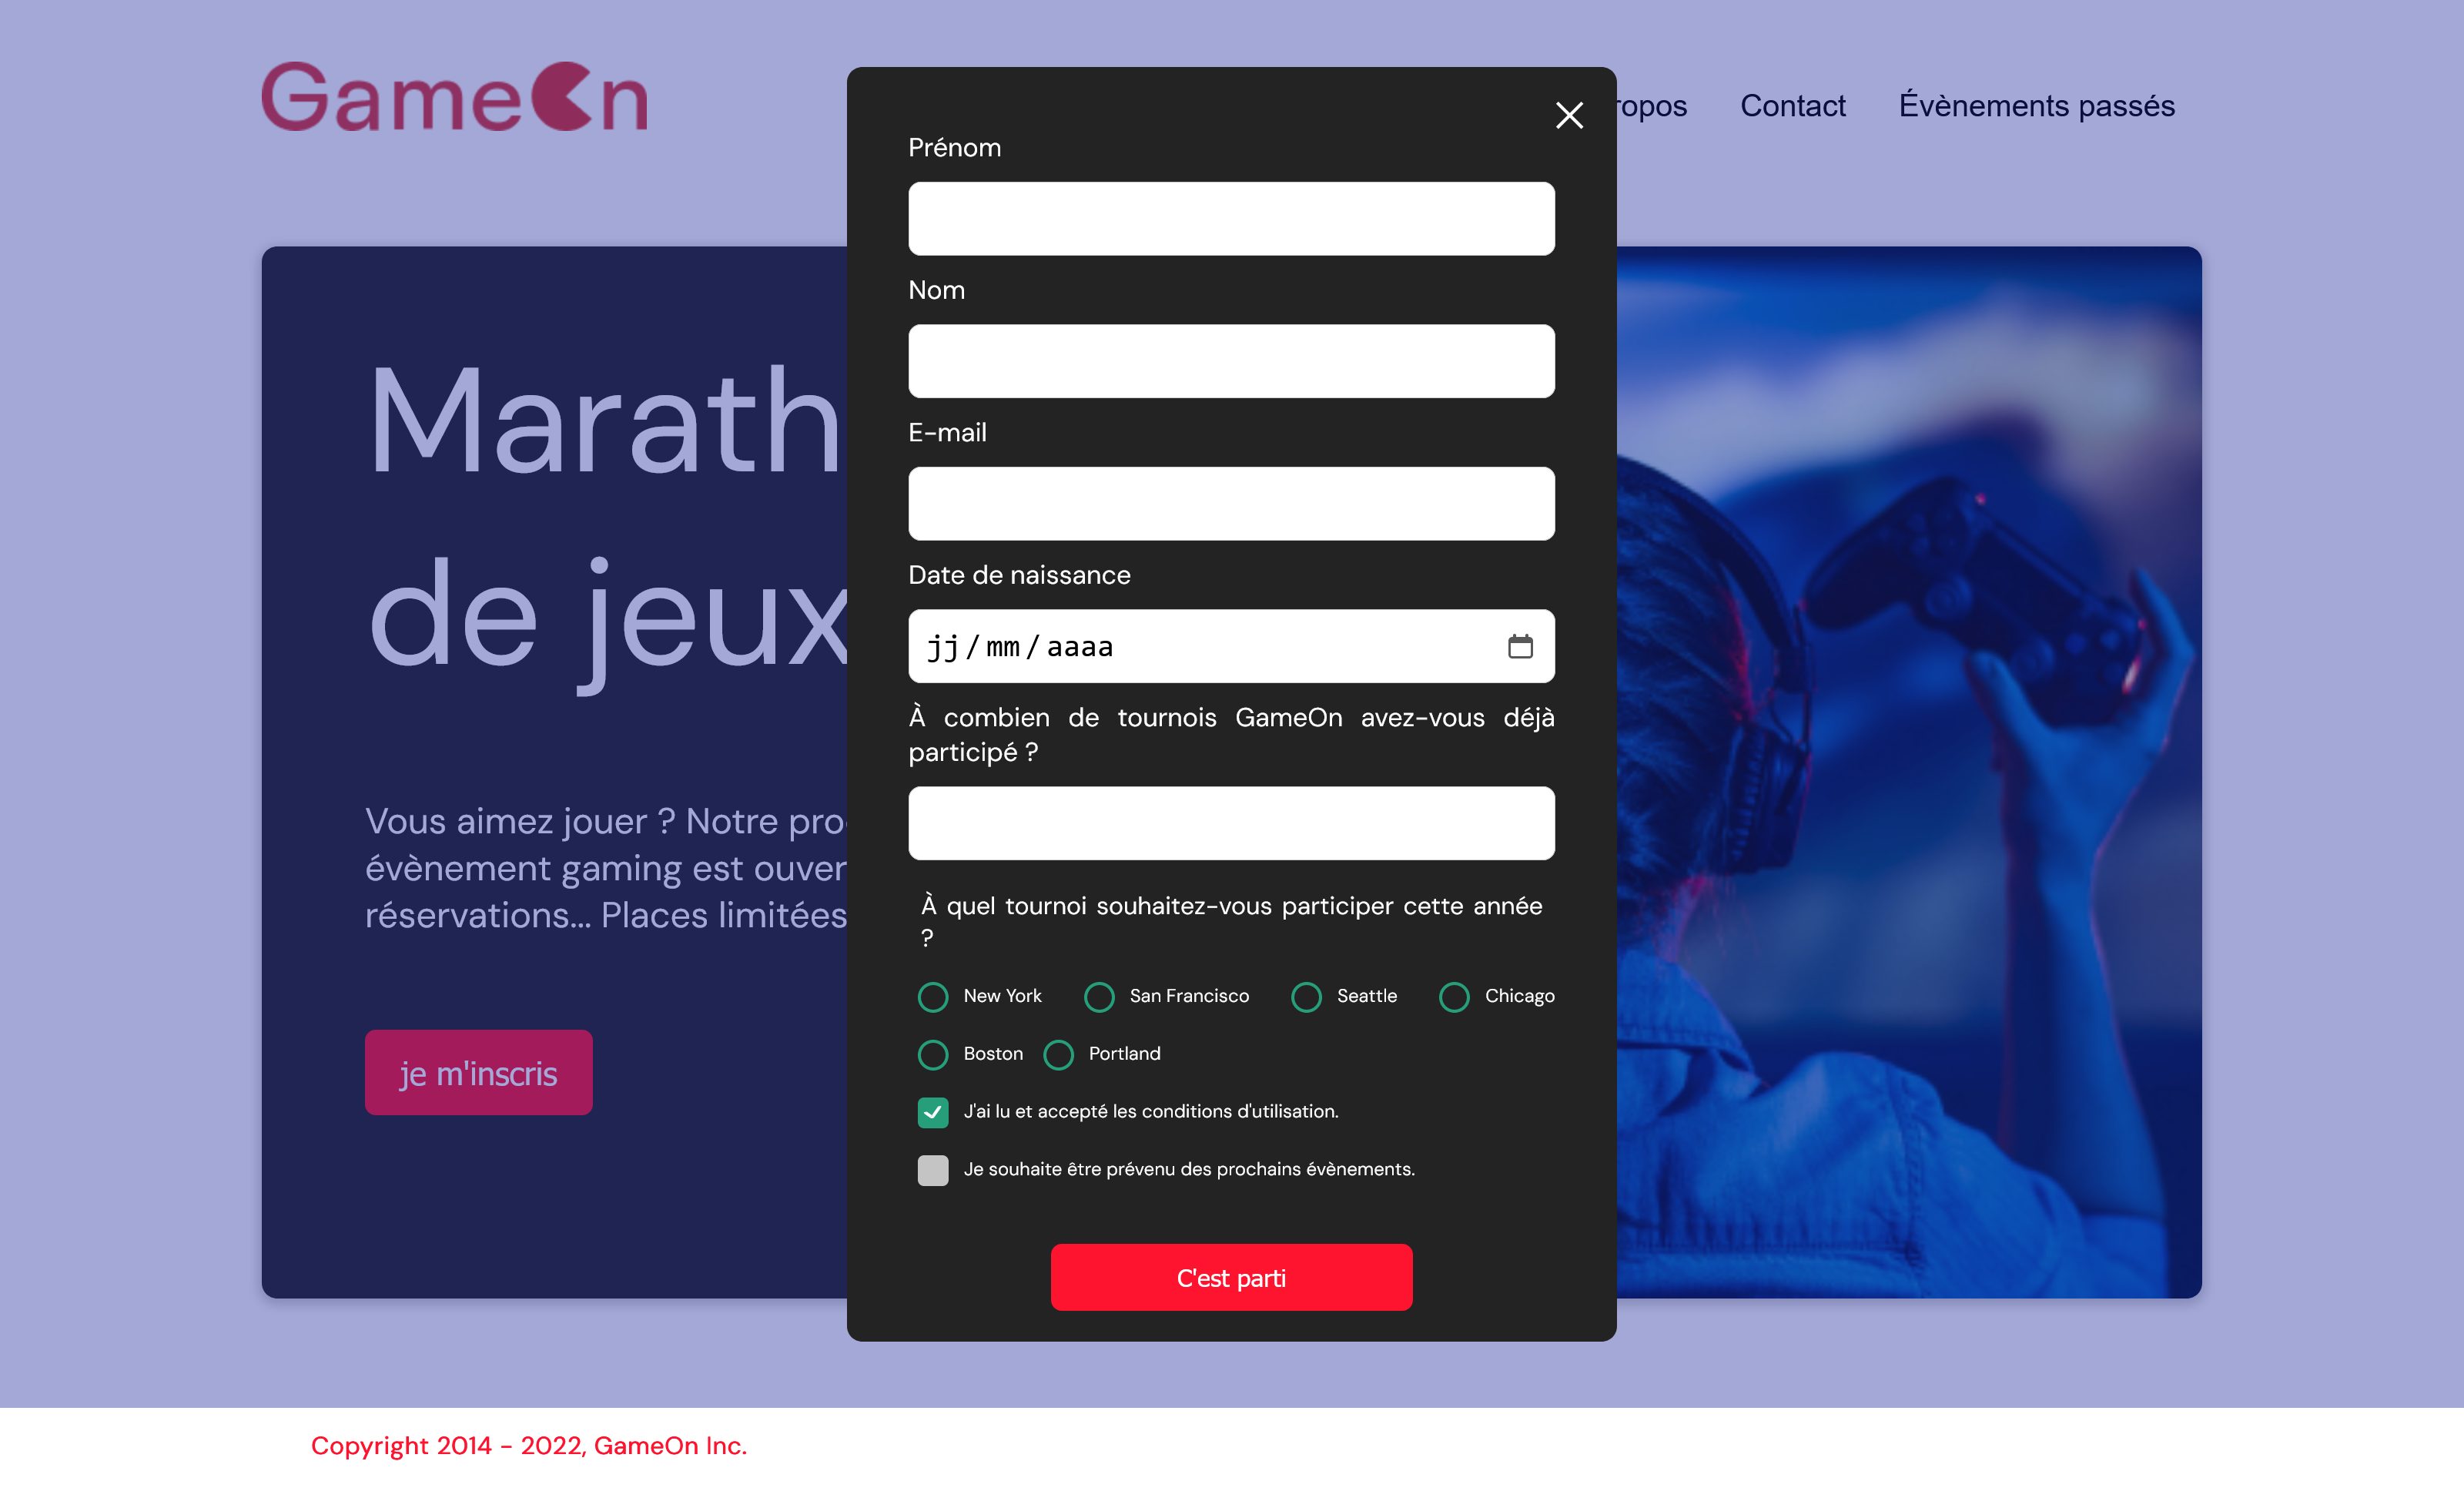 GameOn
Contact
Évènements passés
Prénom
Nom
E-mail
Date de naissance
jj/mm/aaaa
À combien de tournois GameOn avez-vous déjà
participé ?
À quel tournoi souhaitez-vous participer cette année
?
New York San Francisco Seattle Chicago
Boston Portland
J'ai lu et accepté les conditions d'utilisation.
Je souhaite être prévenu des prochains évènements.
C'est parti
Marath
de jeux
Vous aimez jouer ? Notre
évènement gaming est
réservations... Places limitées
je m'inscris
Copyright 2014 - 2022, GameOn Inc.